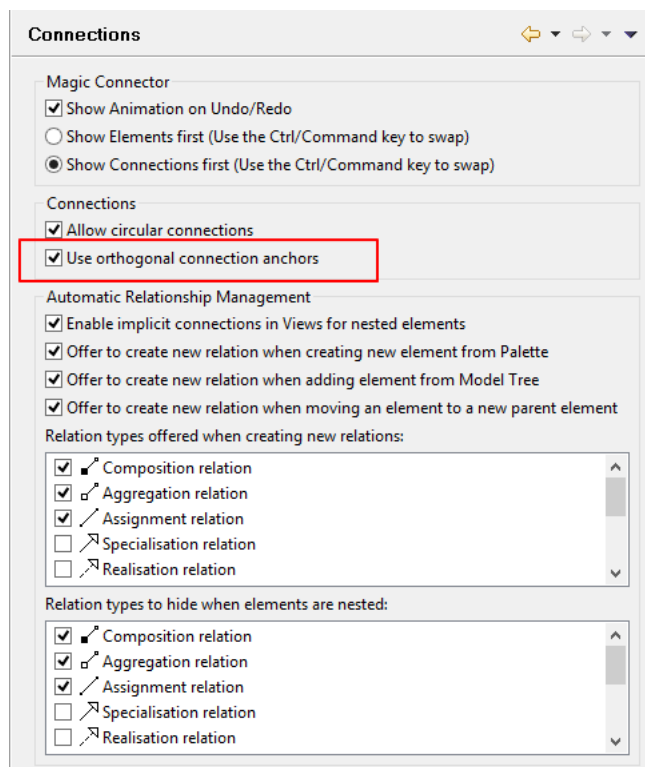 Connections
Magic Connector
Show Animation on Undo/Redo
Show Elements first (Use the Ctrl/Command key to swap)
Show Connections first (Use the Ctrl/Command key to swap)
Connections
Allow circular connections
Use orthogonal connection anchors
Automatic Relationship Management
Enable implicit connections in Views for nested elements
Offer to create new relation when creating new element from Palette
Offer to create new relation when adding element from Model Tree
Offer to create new relation when moving an element to a new parent element
Relation types offered when creating new relations:
Composition relation
Aggregation relation
Assignment relation
Specialisation relation
Realisation relation
Relation types to hide when elements are nested:
Composition relation
Aggregation relation
Assignment relation
Specialisation relation
Realisation relation